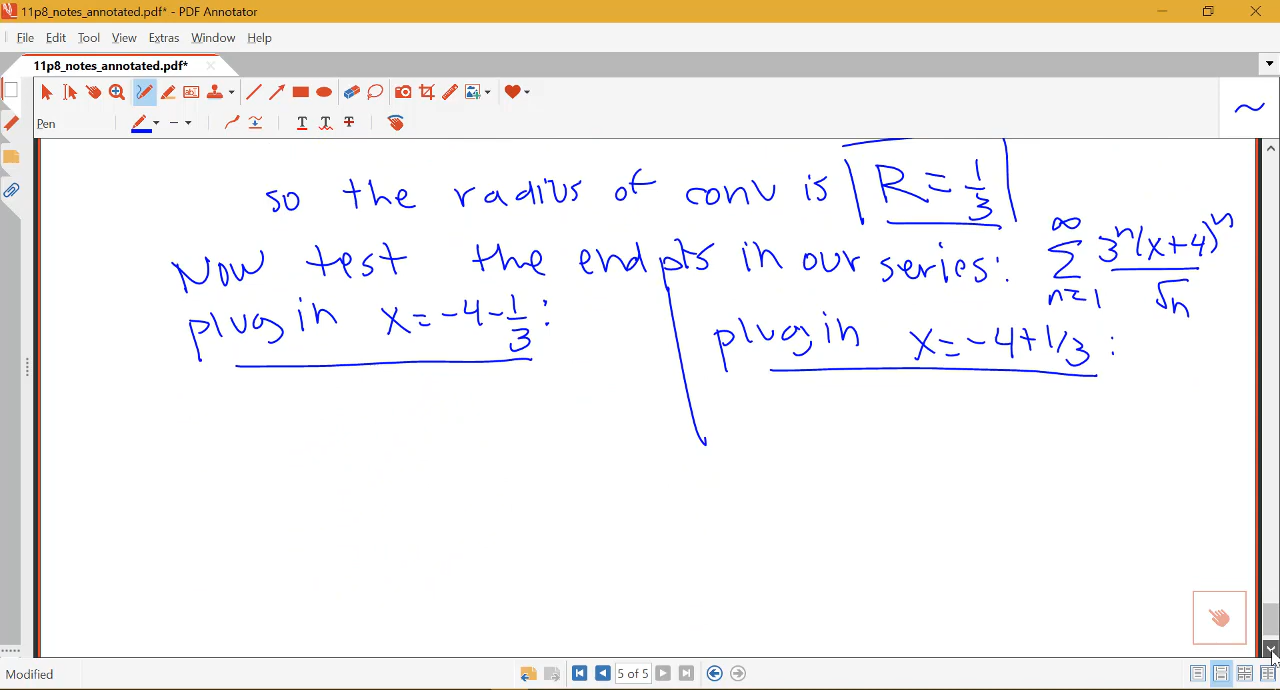 11p8_notes_annotated.pdf* - PDF Annotator
File Edit Tool View Extras Window Help
11p8_notes_annotated.pdf*
Pen
so the radius of conv is R = 1/3
Now test the endpts in our series: ∞ Σ n=1 3^n(x+4)^n / √n
plug in x = -4 - 1/3 :
plug in x = -4 + 1/3 :
Modified
5 of 5